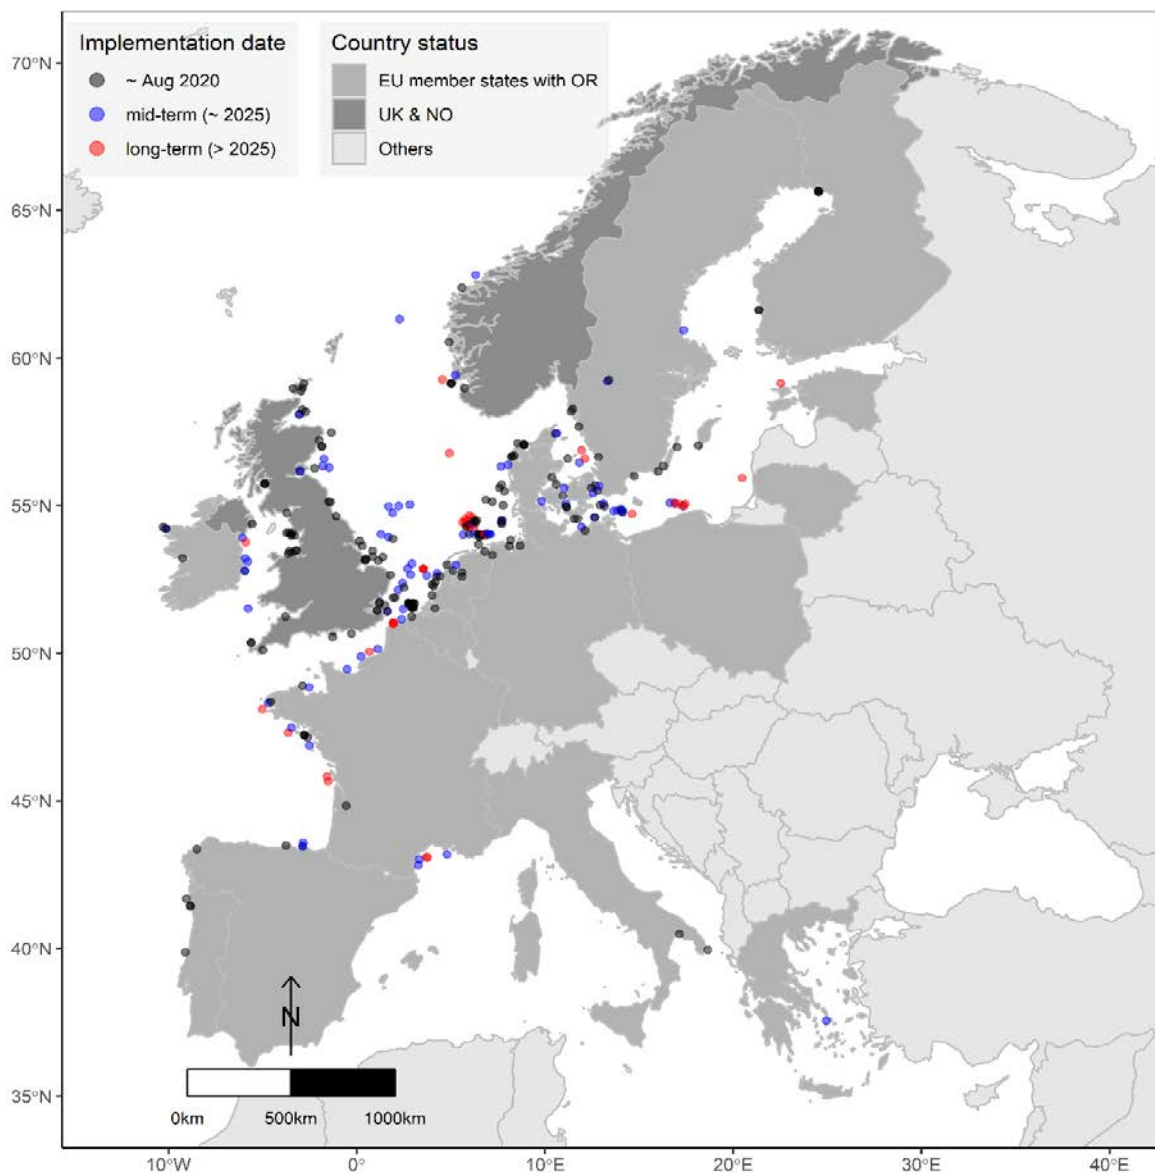 Implementation date
~ Aug 2020
mid-term (~ 2025)
long-term (> 2025)
Country status
EU member states with OR
UK & NO
Others
70°N
65°N
60°N
55°N
50°N
45°N
40°N
35°N
N
0km
500km
1000km
10°W
0°
10°E
20°E
30°E
40°E